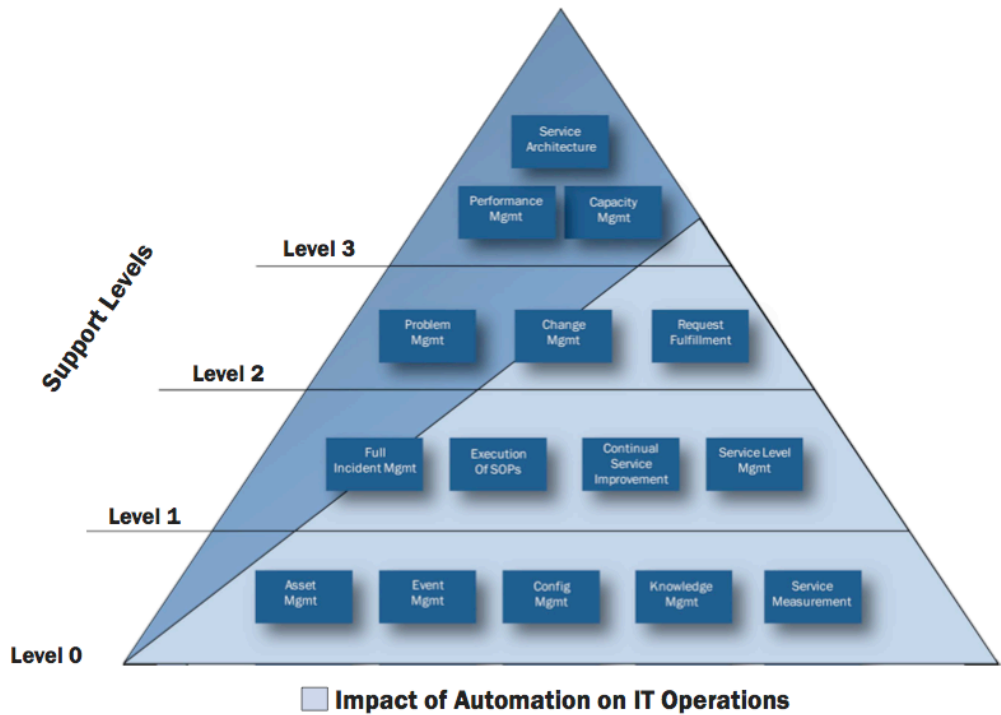 Service
Architecture
Performance
Mgmt
Capacity
Mgmt
Level 3
Support Levels
Problem
Mgmt
Change
Mgmt
Request
Fulfillment
Level 2
Full
Incident Mgmt
Execution
Of SOPs
Continual
Service
Improvement
Service Level
Mgmt
Level 1
Asset
Mgmt
Event
Mgmt
Config
Mgmt
Knowledge
Mgmt
Service
Measurement
Level 0
Impact of Automation on IT Operations